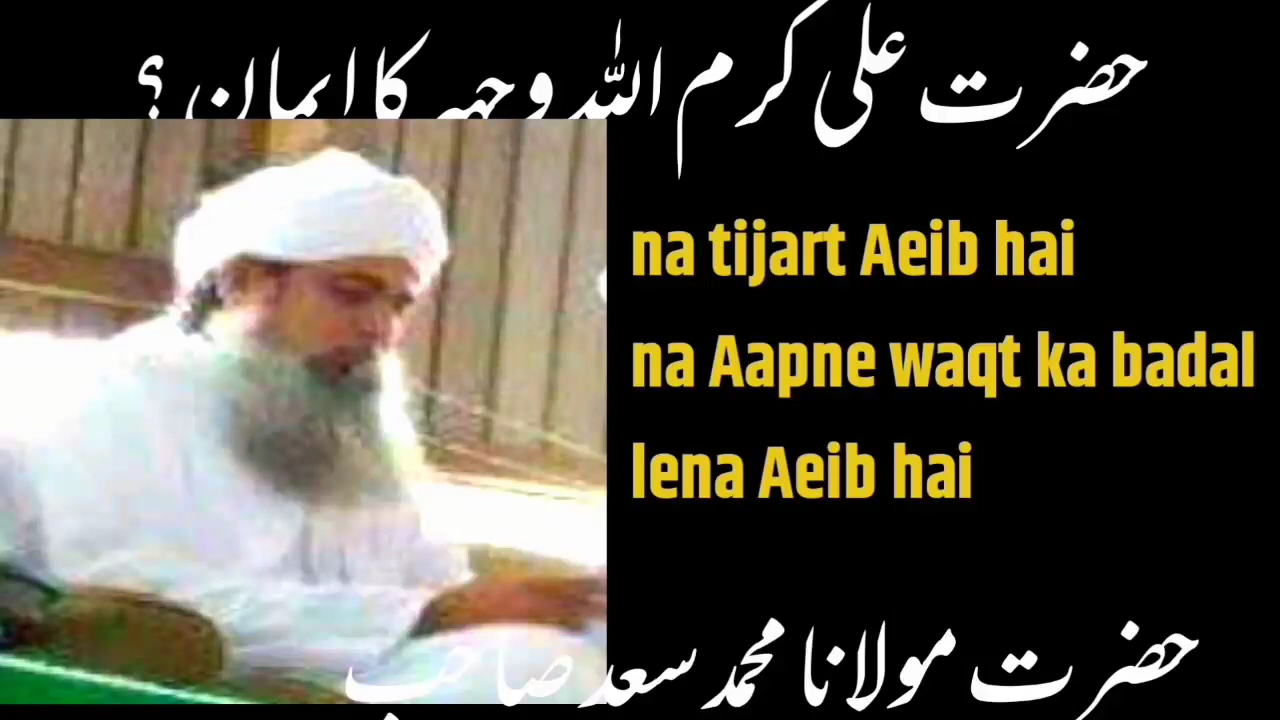 حضرت علی کرم اللہ وجہہ کا ایمان ؟
na tijart Aeib hai
na Aapne waqt ka badal
lena Aeib hai
حضرت مولانا محمد سعد صاحب